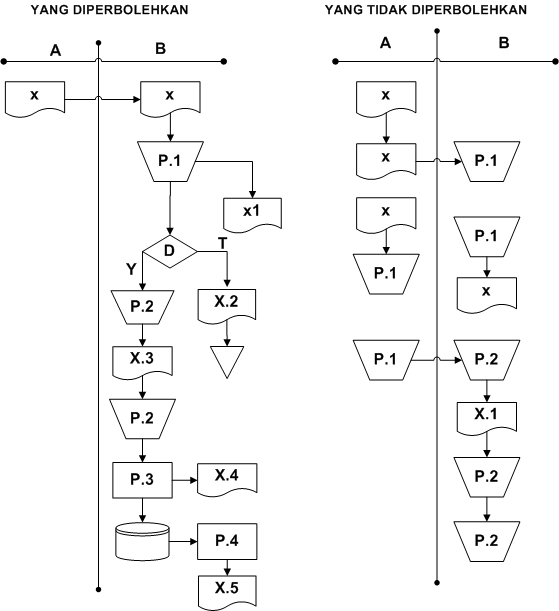 YANG DIPERBOLEHKAN
A
B
x
x
P.1
x1
D
Y
T
P.2
X.2
X.3
P.2
P.3
X.4
P.4
X.5
YANG TIDAK DIPERBOLEHKAN
A
B
x
x
P.1
x
P.1
P.1
x
P.1
P.2
X.1
P.2
P.2